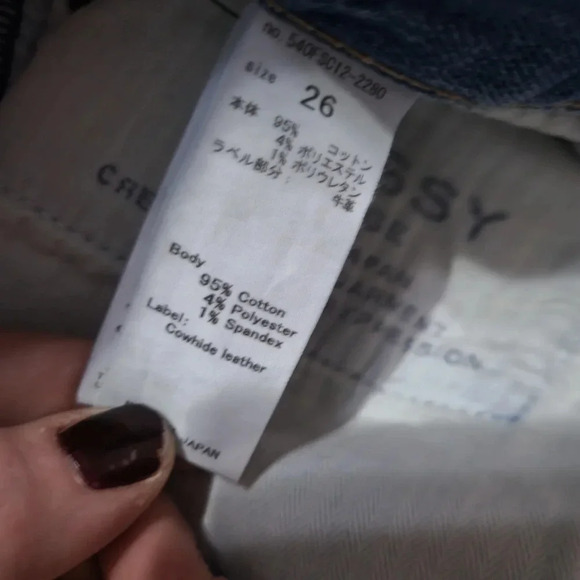 no 540FSC12-2280
size 26
本体 95% コットン
4% ポリエステル
1% ポリウレタン
ラベル部分: 牛革
Body
95% Cotton
4% Polyester
1% Spandex
Label:
Cowhide leather
JAPAN
SSY